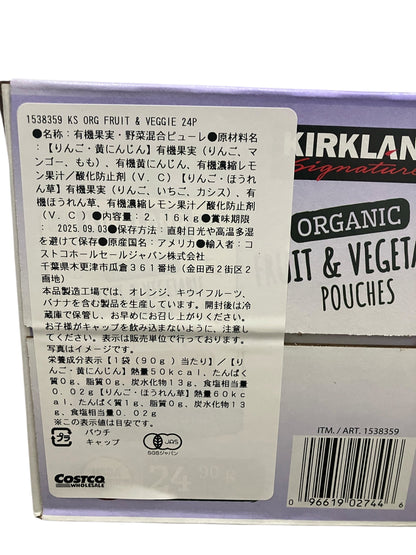 1538359 KS ORG FRUIT & VEGGIE 24P
●名称：有機果実・野菜混合ピューレ●原材料名
：【りんご・黄にんじん】有機果実（りんご、マ
ンゴー、もも）、有機黄にんじん、有機濃縮レモ
ン果汁／酸化防止剤（Ｖ．Ｃ）【りんご・ほうれ
ん草】有機果実（りんご、いちご、カシス）、有
機ほうれん草、有機濃縮レモン果汁／酸化防止剤
（Ｖ．Ｃ）●内容量：２．１６kg●賞味期限：
2025.09.03●保存方法：直射日光や高温多湿
を避けて保存●原産国名：アメリカ●輸入者：コ
ストコホールセールジャパン株式会社
千葉県木更津市瓜倉３６１番地（金田西２街区２
画地）
本品製造工場では、オレンジ、キウイフルーツ、
バナナを含む製品を生産しています。開封後は冷
蔵庫で保管し、お早めにお召し上がりください。
お子様がキャップを飲み込まないように、注意し
てください。表示は販売単位で行っております。
写真はイメージです。
栄養成分表示【１袋（90ｇ）当たり】／【り
んご・黄にんじん】熱量５０kcal、たんぱく
質０g、脂質０g、炭水化物１３g、食塩相当量
０．０２g【りんご・ほうれん草】熱量６０kc
al、たんぱく質１g、脂質０g、炭水化物１３
g、食塩相当量０．０２g
※この表示値は目安です。
プラ
パウチ
キャップ
JAS
SGSジャパン
COSTCO
WHOLESALE
24 90 g
KIRKLAN
Signature
ORGANIC
FRUIT & VEGETA
POUCHES
ITM. / ART. 1538359
0 96619 02744 6